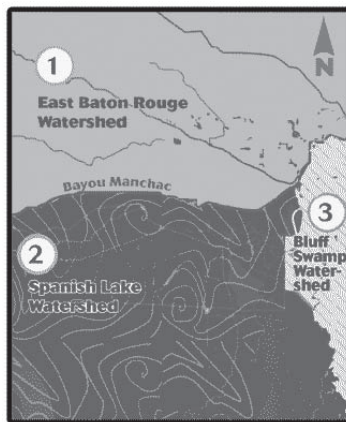 N
1
East Baton Rouge
Watershed
Bayou Manchac
2
Spanish Lake
Watershed
3
Bluff
Swamp
Water-
shed